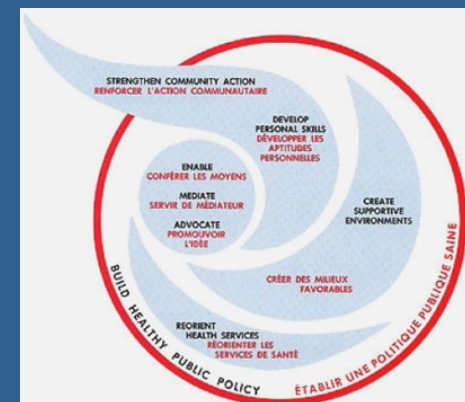 STRENGTHEN COMMUNITY ACTION
RENFORCER L'ACTION COMMUNAUTAIRE
DEVELOP
PERSONAL SKILLS
DÉVELOPPER LES
APTITUDES
PERSONNELLES
ENABLE
CONFÉRER LES MOYENS
MEDIATE
SERVIR DE MÉDIATEUR
ADVOCATE
PROMOUVOIR
L'IDÉE
CREATE
SUPPORTIVE
ENVIRONMENTS
CRÉER DES MILIEUX
FAVORABLES
REORIENT
HEALTH SERVICES
RÉORIENTER LES
SERVICES DE SANTÉ
BUILD HEALTHY PUBLIC POLICY
ÉTABLIR UNE POLITIQUE PUBLIQUE SAINE